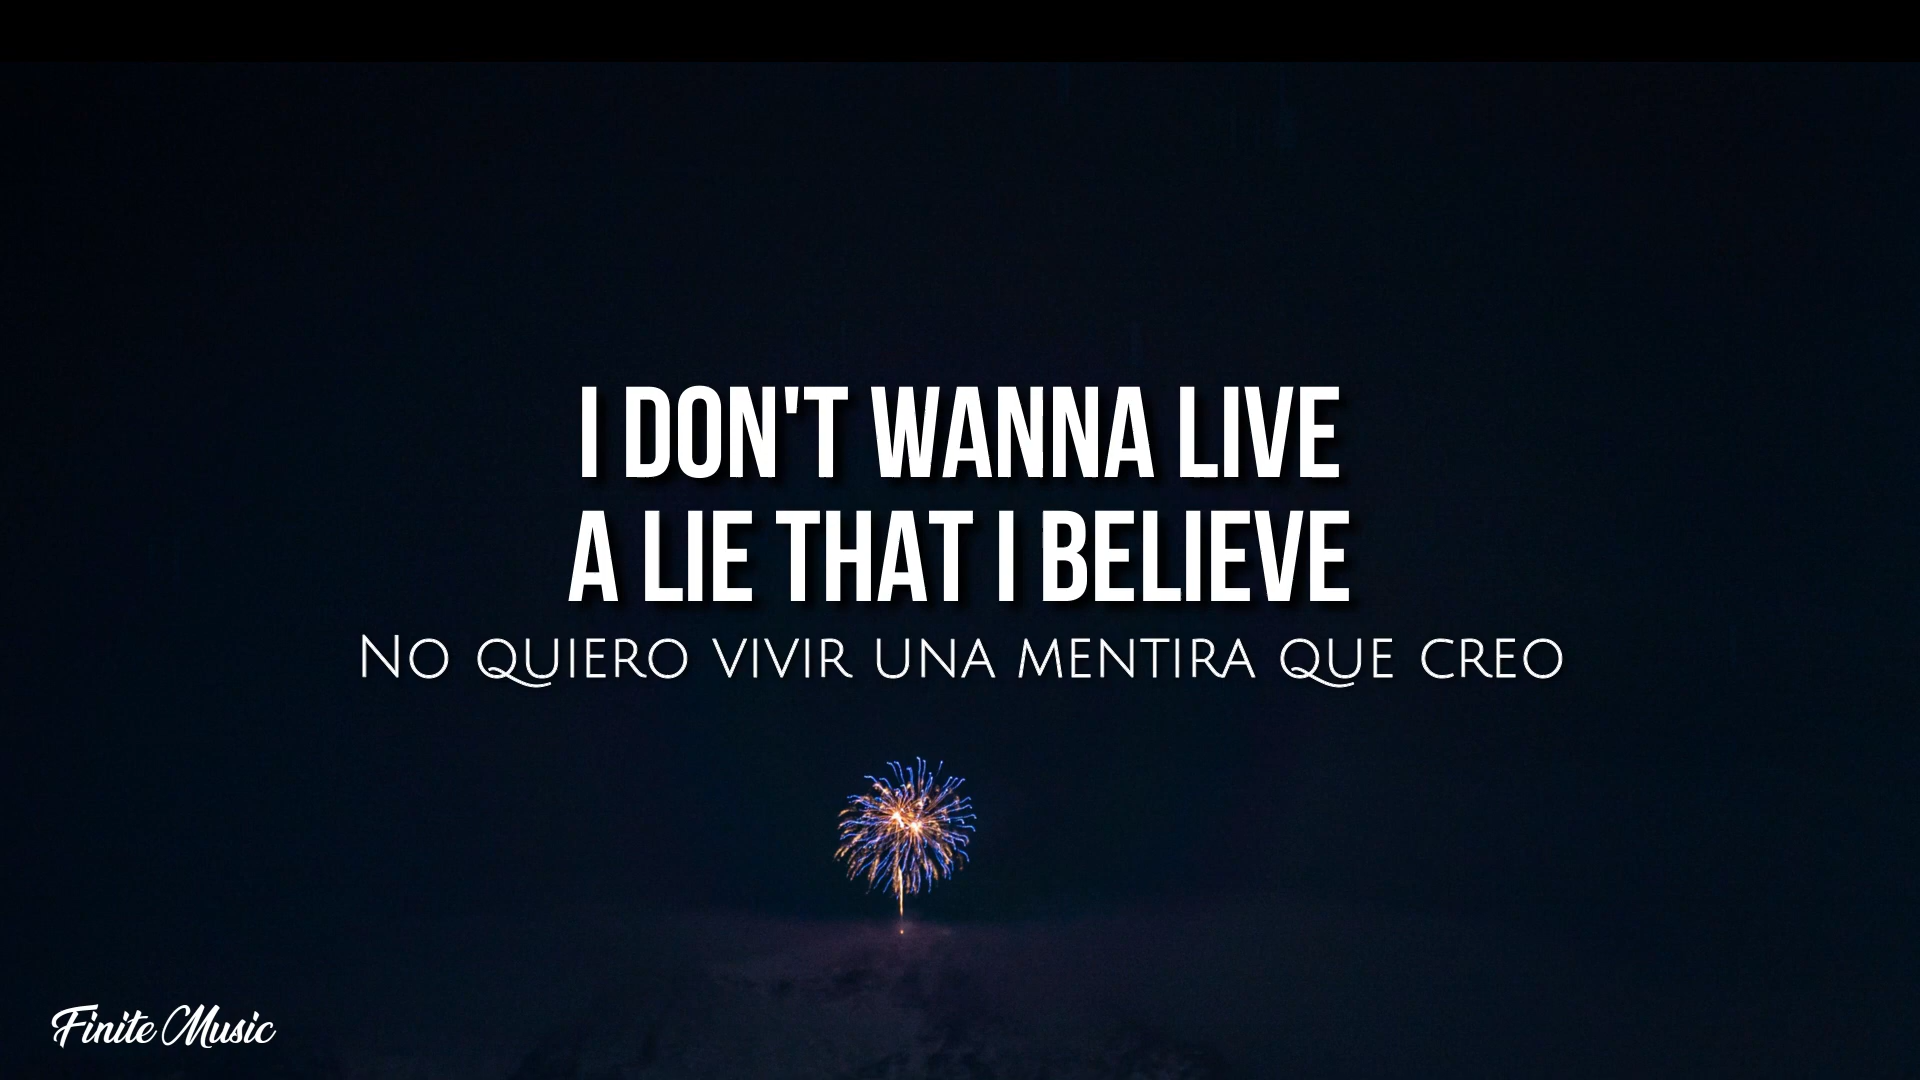 I DON'T WANNA LIVE
A LIE THAT I BELIEVE
No quiero vivir una mentira que creo
Finite Music